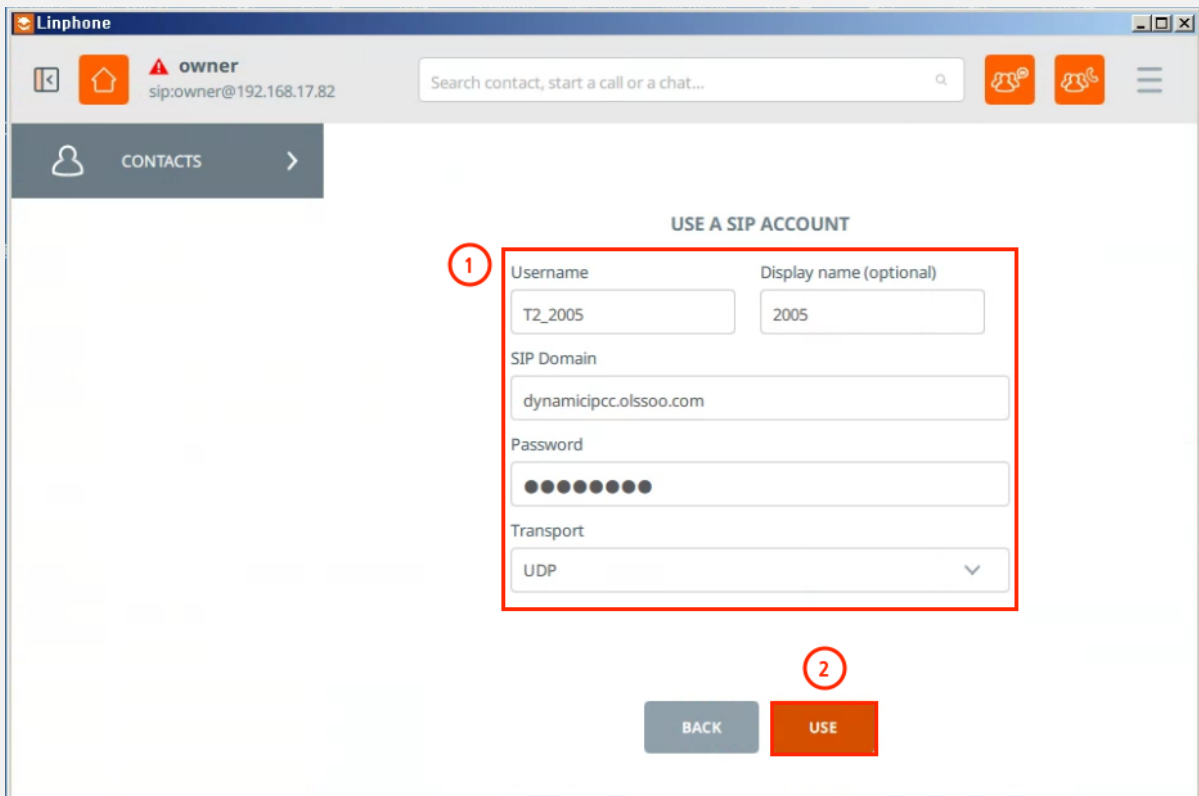 Linphone
owner
sip:owner@192.168.17.82
Search contact, start a call or a chat...
CONTACTS
USE A SIP ACCOUNT
1
Username Display name (optional)
T2_2005 2005
SIP Domain
dynamicipcc.olssoo.com
Password
●●●●●●●●
Transport
UDP
2
BACK USE